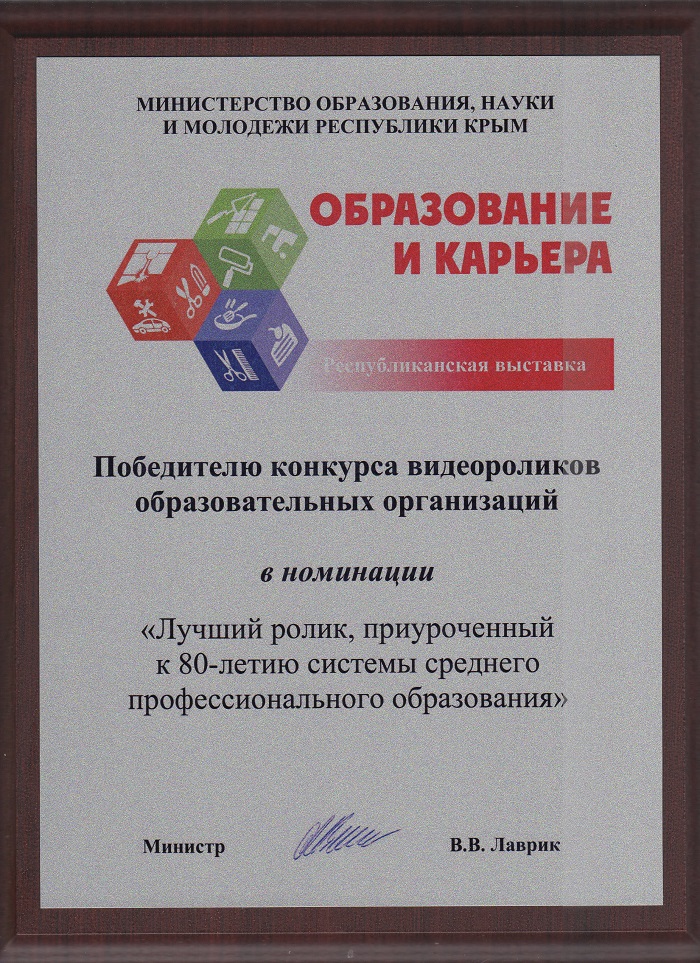 МИНИСТЕРСТВО ОБРАЗОВАНИЯ, НАУКИ
И МОЛОДЕЖИ РЕСПУБЛИКИ КРЫМ
ОБРАЗОВАНИЕ
И КАРЬЕРА
Республиканская выставка
Победителю конкурса видеороликов
образовательных организаций
в номинации
«Лучший ролик, приуроченный
к 80-летию системы среднего
профессионального образования»
Министр В.В. Лаврик